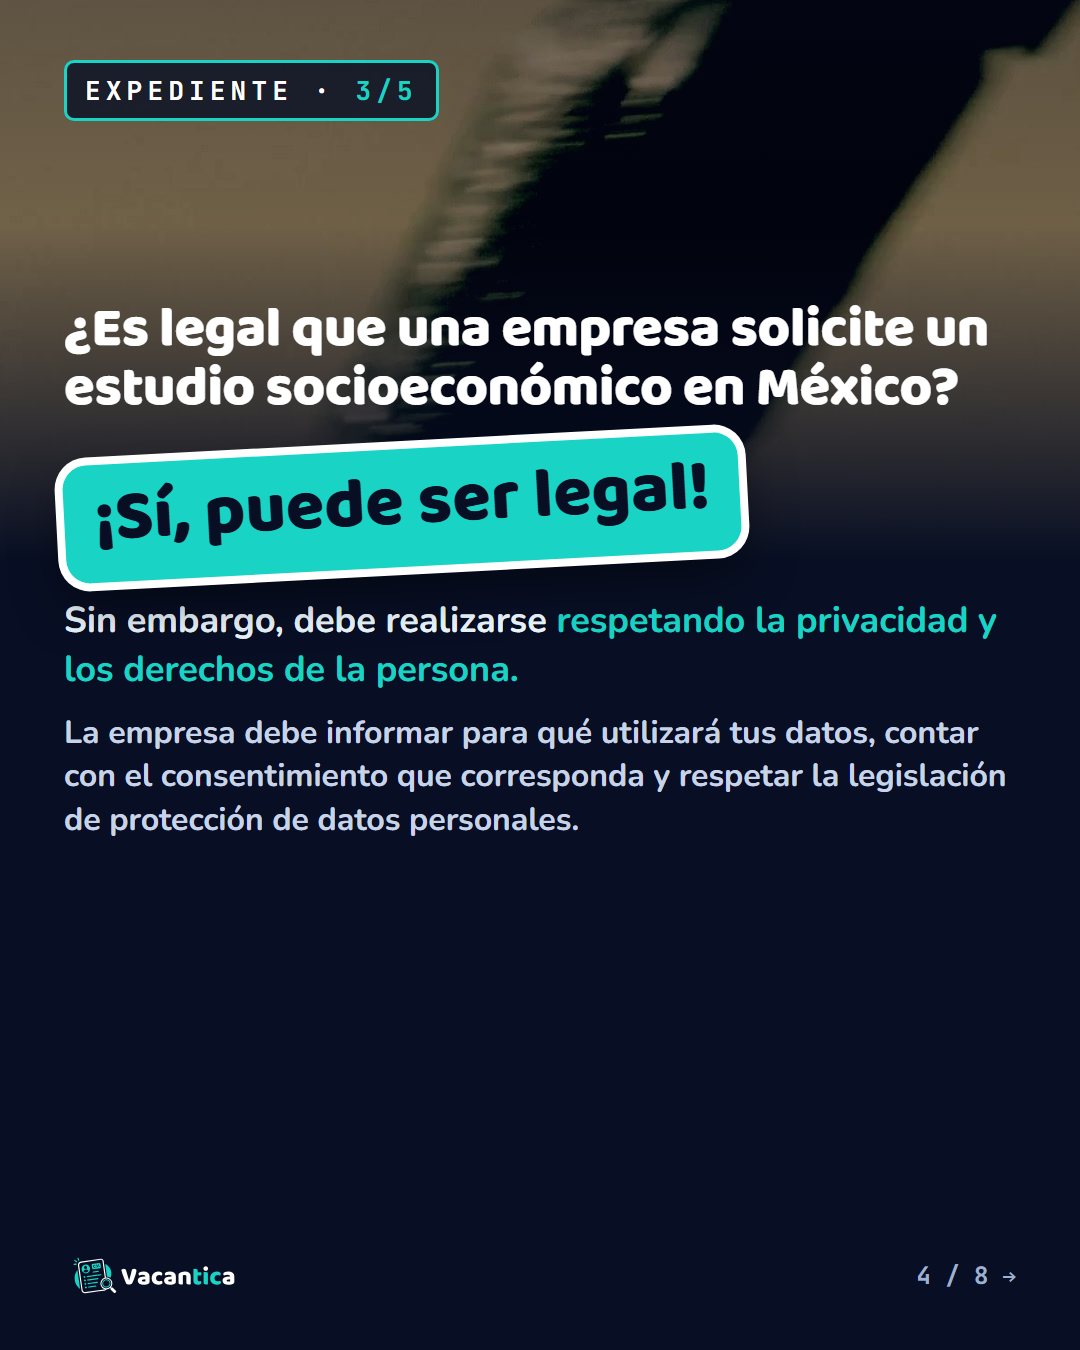 EXPEDIENTE · 3/5
¿Es legal que una empresa solicite un
estudio socioeconómico en México?
¡Sí, puede ser legal!
Sin embargo, debe realizarse respetando la privacidad y
los derechos de la persona.
La empresa debe informar para qué utilizará tus datos, contar
con el consentimiento que corresponda y respetar la legislación
de protección de datos personales.
Vacantica
4 / 8 →